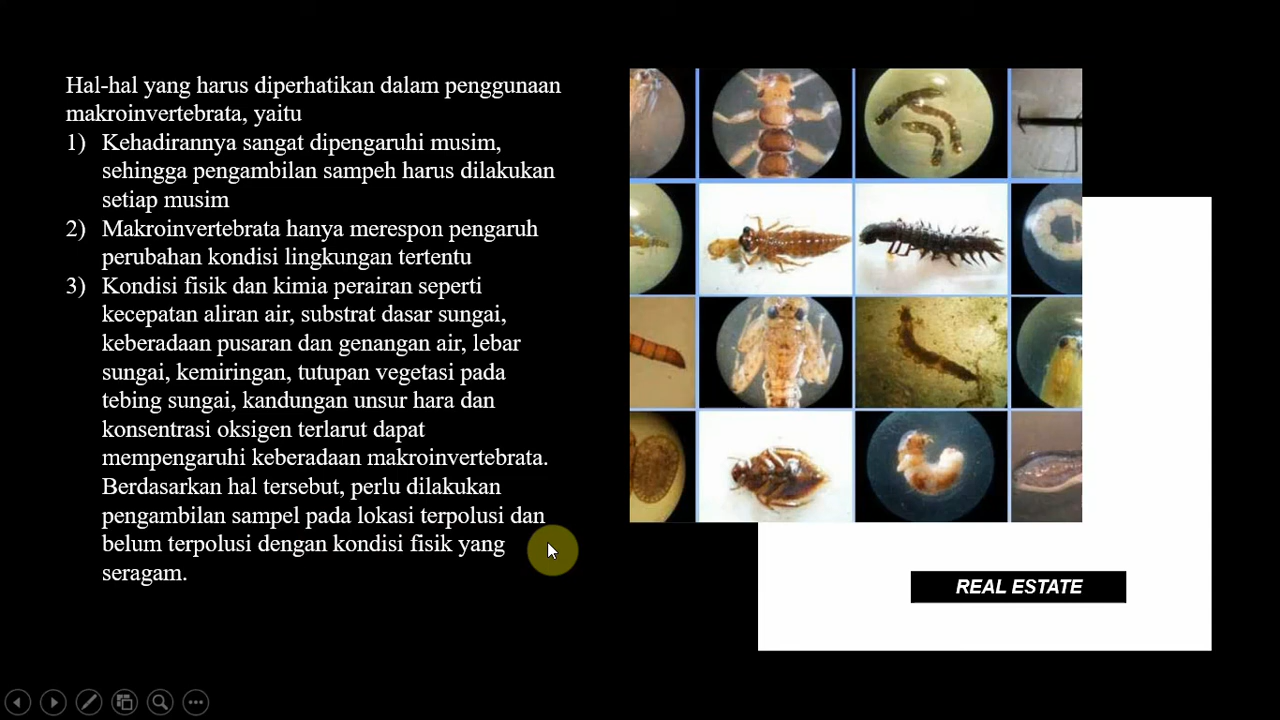 Hal-hal yang harus diperhatikan dalam penggunaan
makroinvertebrata, yaitu
1) Kehadirannya sangat dipengaruhi musim,
sehingga pengambilan sampeh harus dilakukan
setiap musim
2) Makroinvertebrata hanya merespon pengaruh
perubahan kondisi lingkungan tertentu
3) Kondisi fisik dan kimia perairan seperti
kecepatan aliran air, substrat dasar sungai,
keberadaan pusaran dan genangan air, lebar
sungai, kemiringan, tutupan vegetasi pada
tebing sungai, kandungan unsur hara dan
konsentrasi oksigen terlarut dapat
mempengaruhi keberadaan makroinvertebrata.
Berdasarkan hal tersebut, perlu dilakukan
pengambilan sampel pada lokasi terpolusi dan
belum terpolusi dengan kondisi fisik yang
seragam.
REAL ESTATE